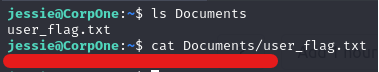 jessie@CorpOne:~$ ls Documents
user_flag.txt
jessie@CorpOne:~$ cat Documents/user_flag.txt